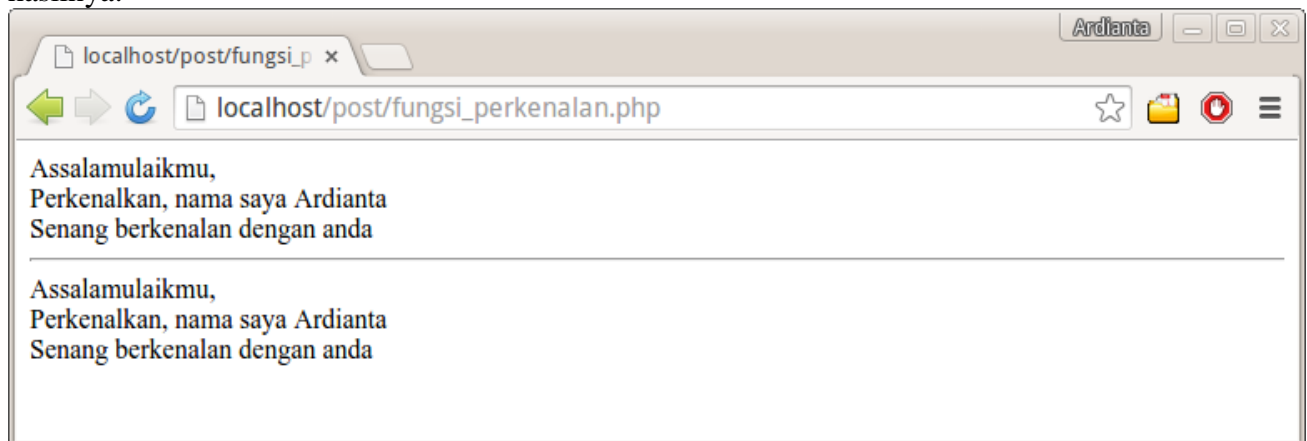 Ardianta
localhost/post/fungsi_p
localhost/post/fungsi_perkenalan.php
Assalamulaikmu,
Perkenalkan, nama saya Ardianta
Senang berkenalan dengan anda
Assalamulaikmu,
Perkenalkan, nama saya Ardianta
Senang berkenalan dengan anda